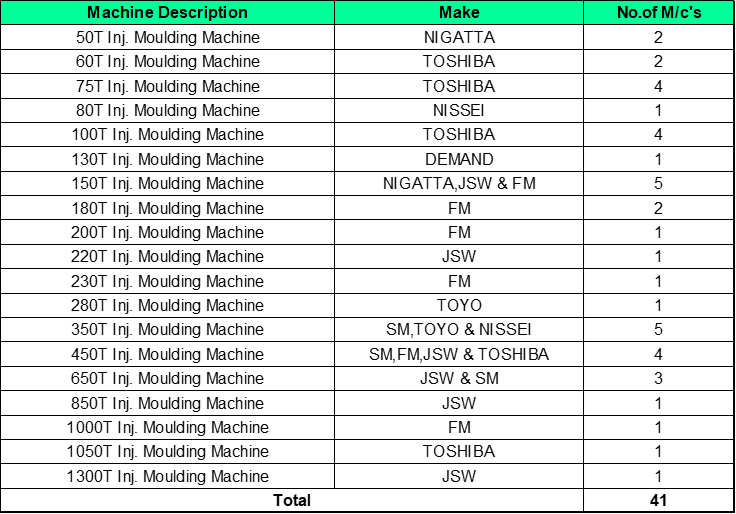 Machine Description Make No.of M/c's
50T Inj. Moulding Machine NIGATTA 2
60T Inj. Moulding Machine TOSHIBA 2
75T Inj. Moulding Machine TOSHIBA 4
80T Inj. Moulding Machine NISSEI 1
100T Inj. Moulding Machine TOSHIBA 4
130T Inj. Moulding Machine DEMAND 1
150T Inj. Moulding Machine NIGATTA,JSW & FM 5
180T Inj. Moulding Machine FM 2
200T Inj. Moulding Machine FM 1
220T Inj. Moulding Machine JSW 1
230T Inj. Moulding Machine FM 1
280T Inj. Moulding Machine TOYO 1
350T Inj. Moulding Machine SM,TOYO & NISSEI 5
450T Inj. Moulding Machine SM,FM,JSW & TOSHIBA 4
650T Inj. Moulding Machine JSW & SM 3
850T Inj. Moulding Machine JSW 1
1000T Inj. Moulding Machine FM 1
1050T Inj. Moulding Machine TOSHIBA 1
1300T Inj. Moulding Machine JSW 1
Total 41